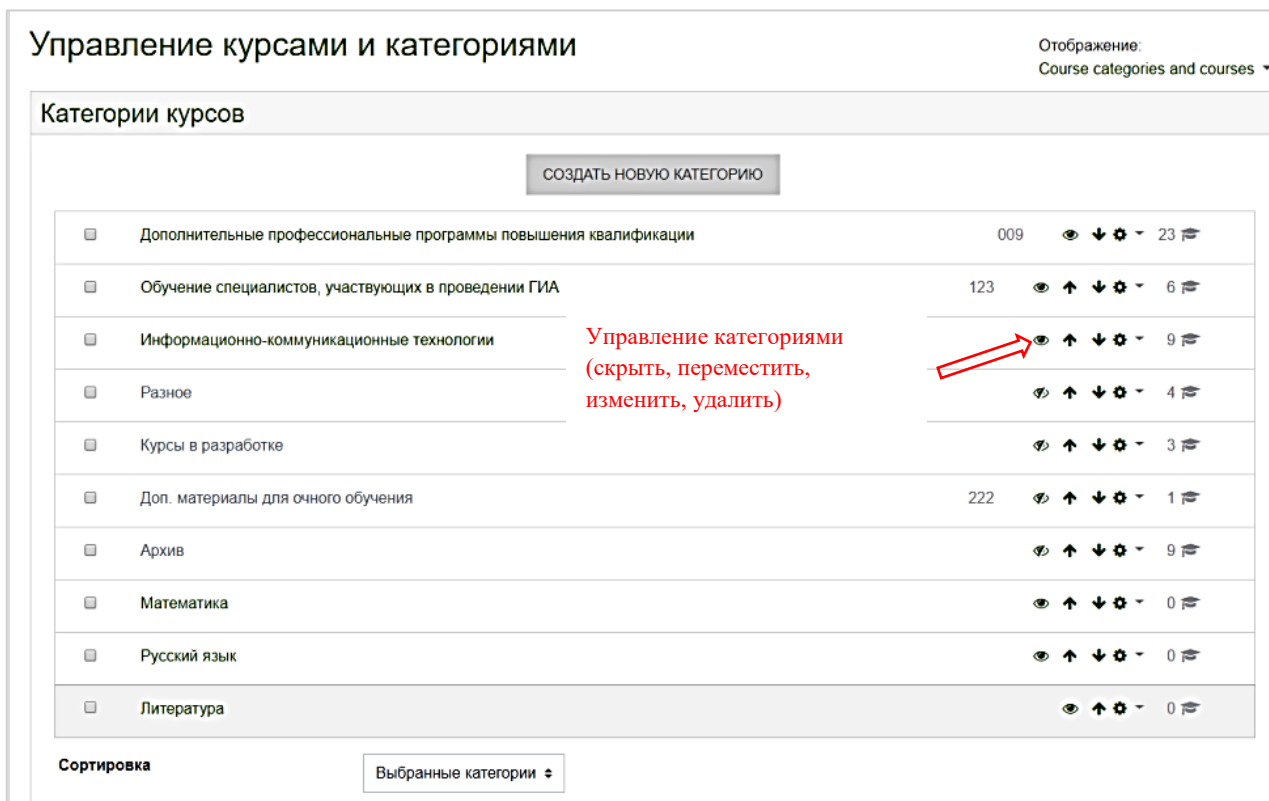 Управление курсами и категориями
Отображение:
Course categories and courses
Категории курсов
СОЗДАТЬ НОВУЮ КАТЕГОРИЮ
Дополнительные профессиональные программы повышения квалификации 009 23
Обучение специалистов, участвующих в проведении ГИА 123 6
Информационно-коммуникационные технологии 9
Управление категориями
(скрыть, переместить,
изменить, удалить)
Разное 4
Курсы в разработке 3
Доп. материалы для очного обучения 222 1
Архив 9
Математика 0
Русский язык 0
Литература 0
Сортировка Выбранные категории